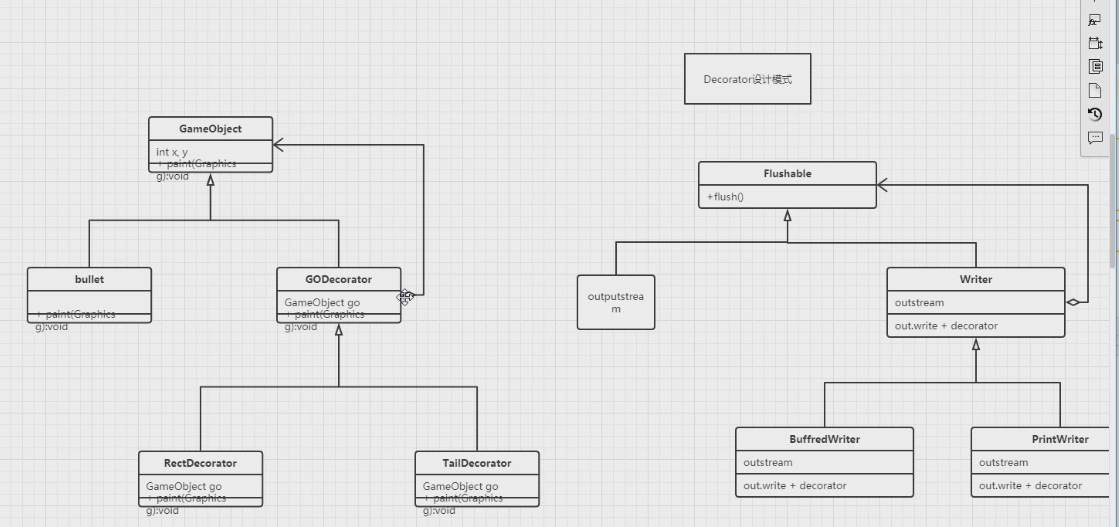 Decorator设计模式
GameObject
int x, y
+ paint(Graphics
g):void
bullet
+ paint(Graphics
g):void
GODecorator
GameObject go
+ paint(Graphics
g):void
RectDecorator
GameObject go
+ paint(Graphics
g):void
TailDecorator
GameObject go
+ paint(Graphics
g):void
Flushable
+flush()
outputstrea
m
Writer
outstream
out.write + decorator
BuffredWriter
outstream
out.write + decorator
PrintWriter
outstream
out.write + decorator